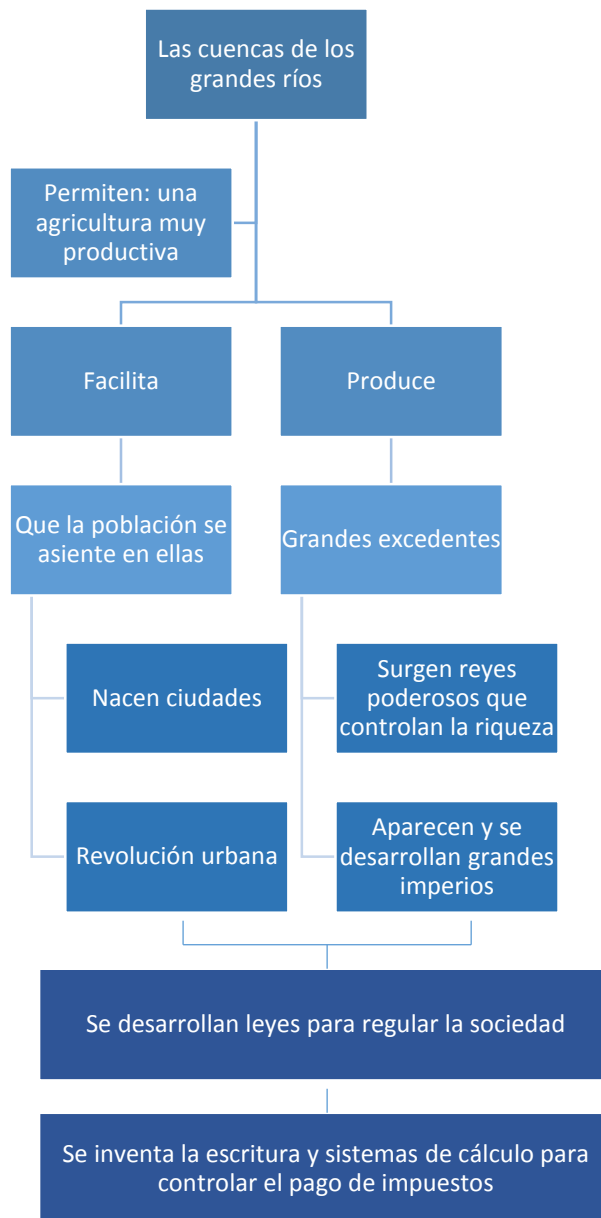 Las cuencas de los
grandes ríos
Permiten: una
agricultura muy
productiva
Facilita
Produce
Que la población se
asiente en ellas
Grandes excedentes
Nacen ciudades
Surgen reyes
poderosos que
controlan la riqueza
Revolución urbana
Aparecen y se
desarrollan grandes
imperios
Se desarrollan leyes para regular la sociedad
Se inventa la escritura y sistemas de cálculo para
controlar el pago de impuestos